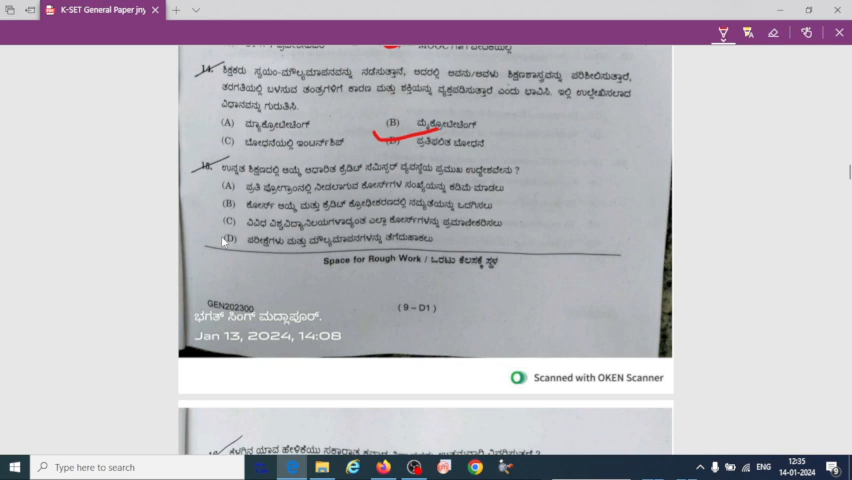 K-SET General Paper jny
14. ಶಿಕ್ಷಕರು ಸ್ವಯಂ-ಮೌಲ್ಯಮಾಪನವನ್ನು ನಡೆಸುತ್ತಾನೆ, ಅದರಲ್ಲಿ ಅವನು/ಅವಳು ಶಿಕ್ಷಣಶಾಸ್ತ್ರವನ್ನು ಪರಿಶೀಲಿಸುತ್ತಾರೆ,
ತರಗತಿಯಲ್ಲಿ ಬಳಸುವ ತಂತ್ರಗಳಿಗೆ ಕಾರಣ ಮತ್ತು ಶಕ್ತಿಯನ್ನು ವ್ಯಕ್ತಪಡಿಸುತ್ತಾರೆ ಎಂದು ಭಾವಿಸಿ. ಇಲ್ಲಿ ಉಲ್ಲೇಖಿಸಲಾದ
ವಿಧಾನವನ್ನು ಗುರುತಿಸಿ.
(A) ಮ್ಯಾಕ್ರೋಟೀಚಿಂಗ್ (B) ಮೈಕ್ರೋಟೀಚಿಂಗ್
(C) ಬೋಧನೆಯಲ್ಲಿ ಇಂಟರ್ನ್‌ಶಿಪ್ (D) ಪ್ರತಿಫಲಿತ ಬೋಧನೆ
15. ಉನ್ನತ ಶಿಕ್ಷಣದಲ್ಲಿ ಆಯ್ಕೆ ಆಧಾರಿತ ಕ್ರೆಡಿಟ್ ಸೆಮಿಸ್ಟರ್ ವ್ಯವಸ್ಥೆಯ ಪ್ರಮುಖ ಉದ್ದೇಶವೇನು ?
(A) ಪ್ರತಿ ಪ್ರೋಗ್ರಾಂನಲ್ಲಿ ನೀಡಲಾಗುವ ಕೋರ್ಸ್‌ಗಳ ಸಂಖ್ಯೆಯನ್ನು ಕಡಿಮೆ ಮಾಡಲು
(B) ಕೋರ್ಸ್ ಆಯ್ಕೆ ಮತ್ತು ಕ್ರೆಡಿಟ್ ಕ್ರೋಢೀಕರಣದಲ್ಲಿ ನಮ್ಯತೆಯನ್ನು ಒದಗಿಸಲು
(C) ವಿವಿಧ ವಿಶ್ವವಿದ್ಯಾನಿಲಯಗಳಾದ್ಯಂತ ಎಲ್ಲಾ ಕೋರ್ಸ್‌ಗಳನ್ನು ಪ್ರಮಾಣೀಕರಿಸಲು
(D) ಪರೀಕ್ಷೆಗಳು ಮತ್ತು ಮೌಲ್ಯಮಾಪನಗಳನ್ನು ತೆಗೆದುಹಾಕಲು
Space for Rough Work / ಒರಟು ಕೆಲಸಕ್ಕೆ ಸ್ಥಳ
GEN202300
( 9 – D1 )
ಭಗತ್ ಸಿಂಗ್ ಮದ್ಲಾಪೂರ್.
Jan 13, 2024, 14:08
Scanned with OKEN Scanner
ಕೆಳಗಿನ ಯಾವ ಹೇಳಿಕೆಯು
Type here to search
ENG
12:35
14-01-2024